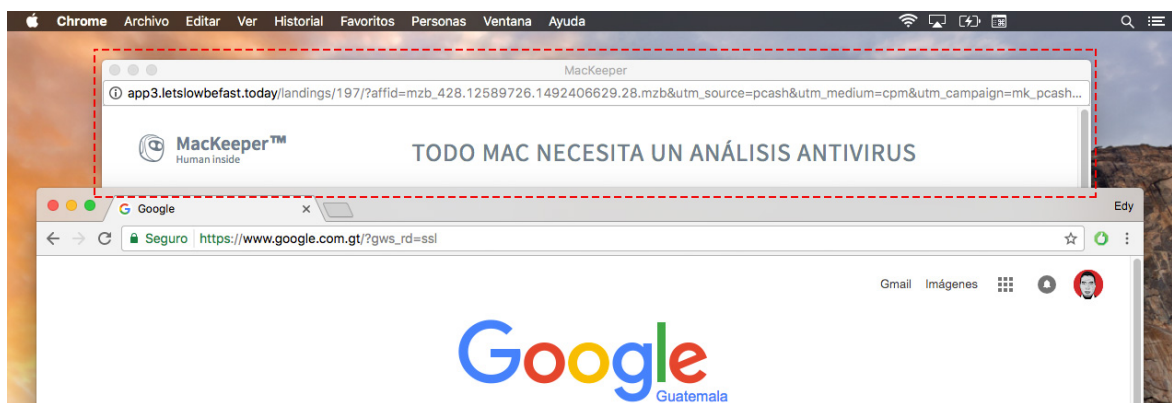 Chrome Archivo Editar Ver Historial Favoritos Personas Ventana Ayuda
MacKeeper
app3.letslowbefast.today/landings/197/?affid=mzb_428.12589726.1492406629.28.mzb&utm_source=pcash&utm_medium=cpm&utm_campaign=mk_pcash...
MacKeeper™
Human inside
TODO MAC NECESITA UN ANÁLISIS ANTIVIRUS
Google
Edy
Seguro https://www.google.com.gt/?gws_rd=ssl
Gmail Imágenes
Google
Guatemala